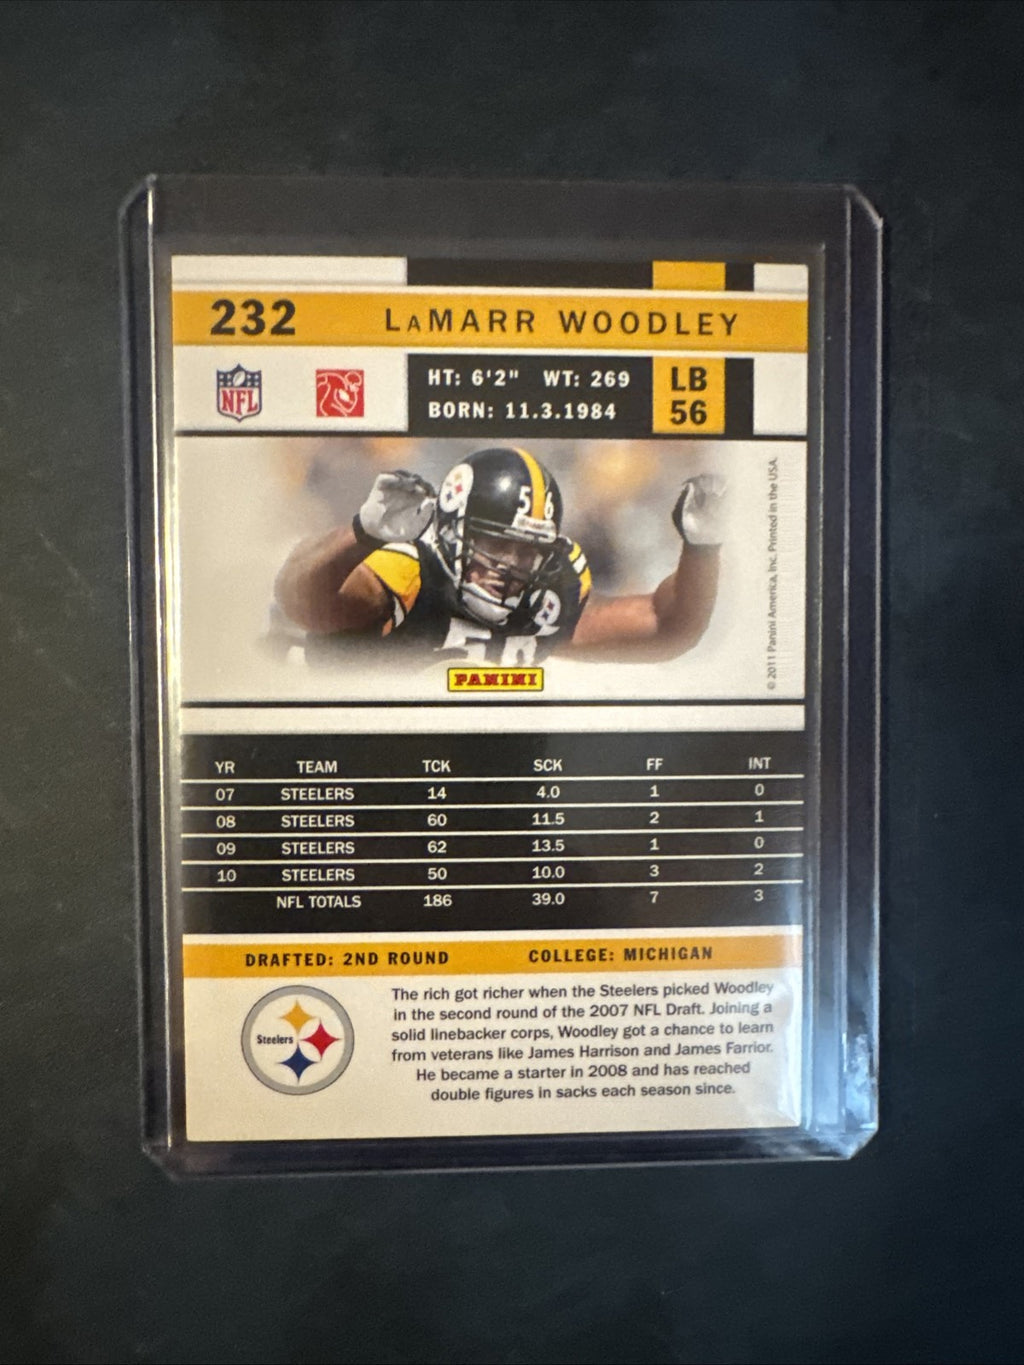 232 LAMARR WOODLEY
NFL
HT: 6'2" WT: 269
BORN: 11.3.1984
LB
56
56
© 2011 Panini America, Inc. Printed in the USA.
PANINI
YR TEAM TCK SCK FF INT
07 STEELERS 14 4.0 1 0
08 STEELERS 60 11.5 2 1
09 STEELERS 62 13.5 1 0
10 STEELERS 50 10.0 3 2
NFL TOTALS 186 39.0 7 3
DRAFTED: 2ND ROUND COLLEGE: MICHIGAN
Steelers
The rich got richer when the Steelers picked Woodley
in the second round of the 2007 NFL Draft. Joining a
solid linebacker corps, Woodley got a chance to learn
from veterans like James Harrison and James Farrior.
He became a starter in 2008 and has reached
double figures in sacks each season since.